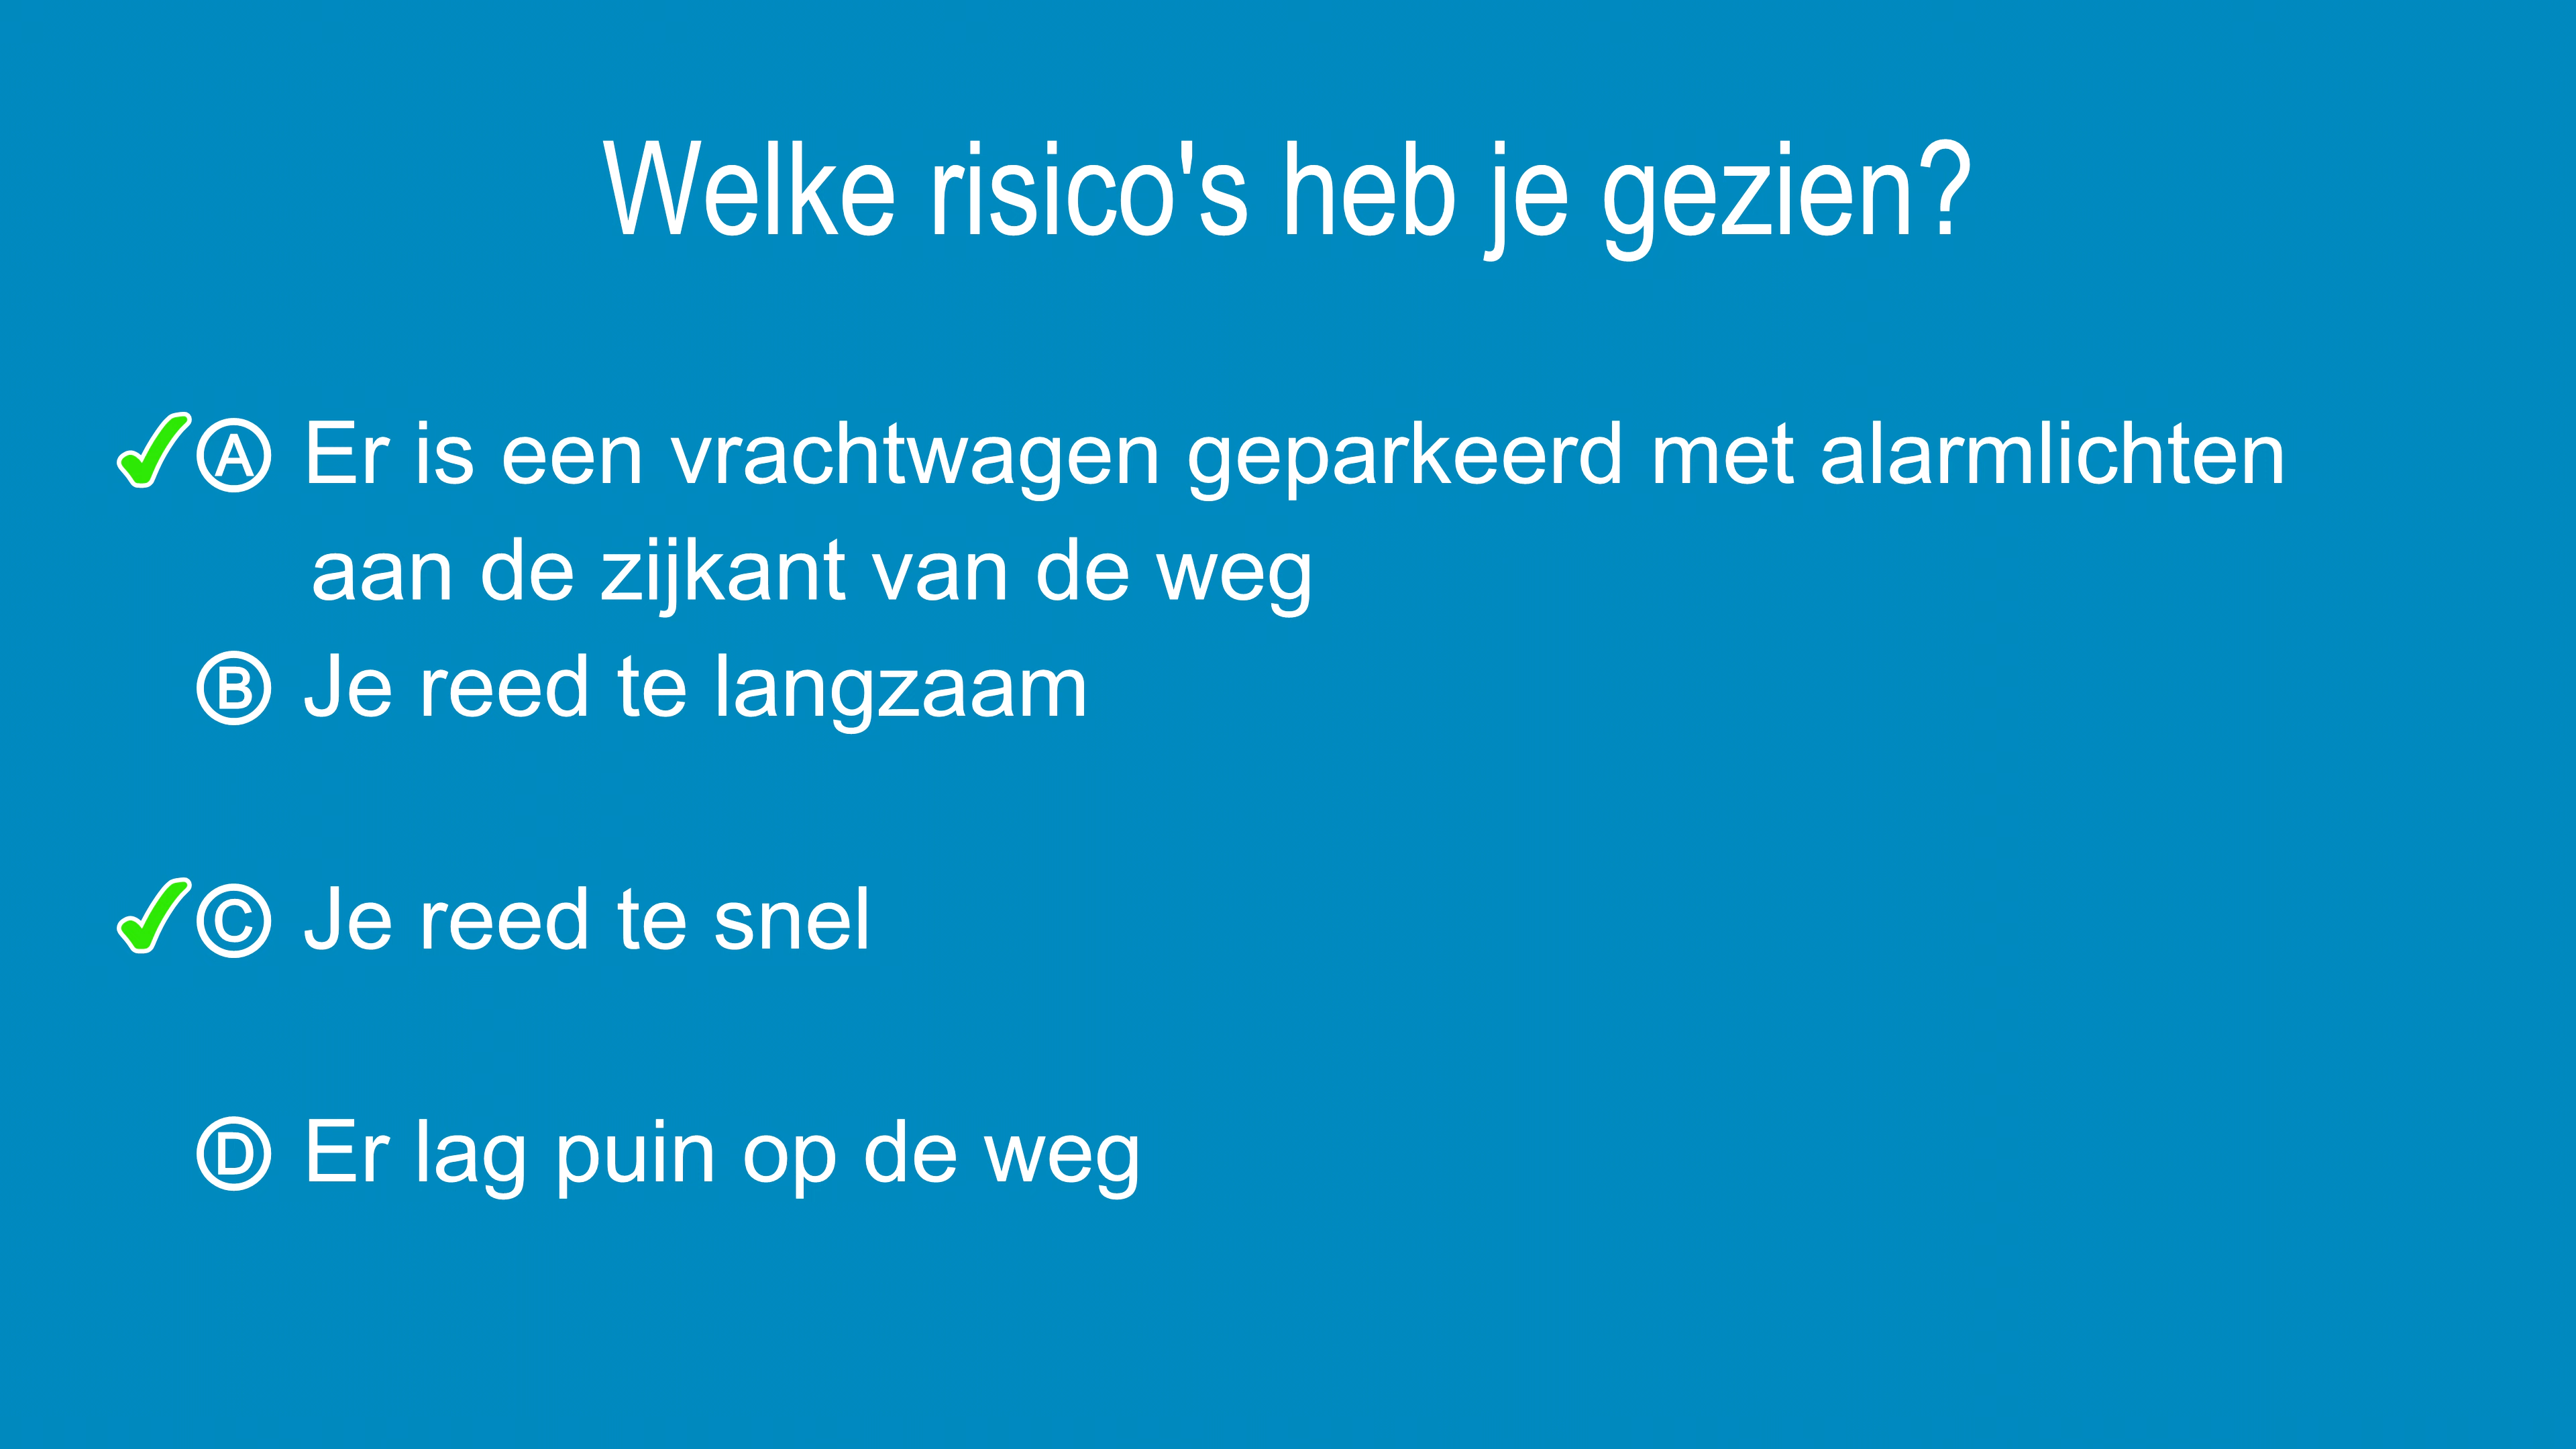 Welke risico's heb je gezien?
Ⓐ Er is een vrachtwagen geparkeerd met alarmlichten
aan de zijkant van de weg
Ⓑ Je reed te langzaam
Ⓒ Je reed te snel
Ⓓ Er lag puin op de weg